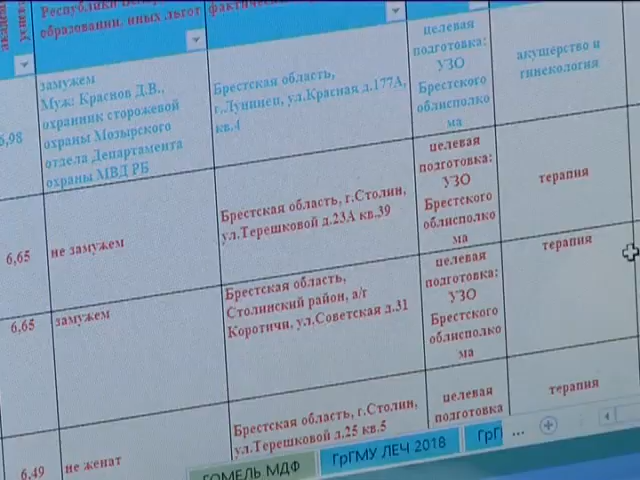 Республики
образовании, иных льгот
6,98
замужем
Муж: Краснов Д.В.,
охранник сторожевой
охраны Мозырского
отдела Департамента
охраны МВД РБ
Брестская область,
г.Лунинец, ул.Красная д.177А,
кв.4
целевая
подготовка:
УЗО
Брестского
облисполко
ма
акушерство и
гинекология
6,65
не замужем
Брестская область, г.Столин,
ул.Терешковой д.23А кв.39
целевая
подготовка:
УЗО
Брестского
облисполко
ма
терапия
6,65
замужем
Брестская область,
Столинский район, а/г
Коротичи, ул.Советская д.31
целевая
подготовка:
УЗО
Брестского
облисполко
ма
терапия
6,49
не женат
Брестская область, г.Столин,
ул.Терешковой д.25 кв.5
целевая
подготовка
терапия
ГОМЕЛЬ МДФ
ГрГМУ ЛЕЧ 2018
ГрГ
...